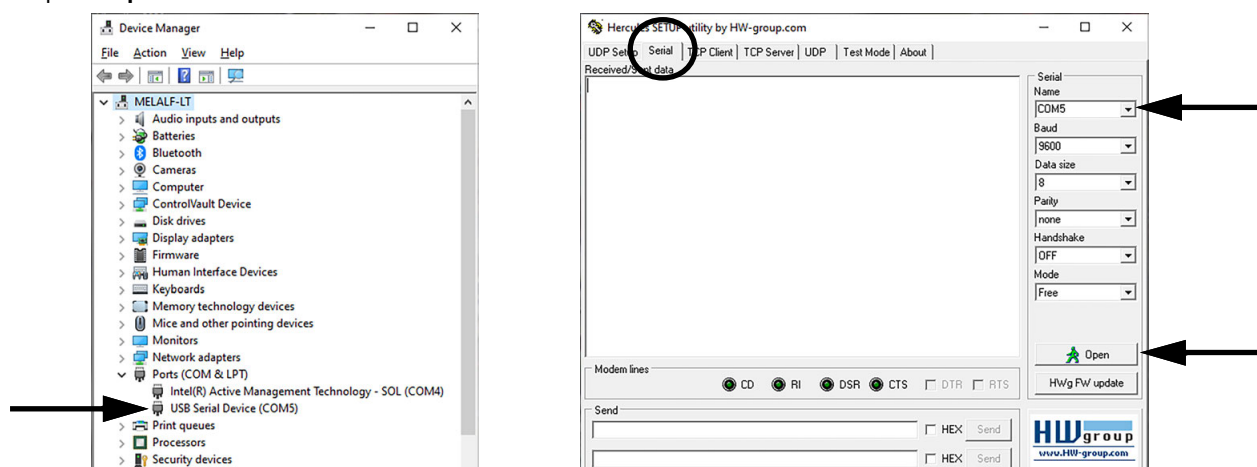 Device Manager
File Action View Help
MELALF-LT
Audio inputs and outputs
Batteries
Bluetooth
Cameras
Computer
ControlVault Device
Disk drives
Display adapters
Firmware
Human Interface Devices
Keyboards
Memory technology devices
Mice and other pointing devices
Monitors
Network adapters
Ports (COM & LPT)
Intel(R) Active Management Technology - SOL (COM4)
USB Serial Device (COM5)
Print queues
Processors
Security devices
Hercules SETUP utility by HW-group.com
UDP Setup Serial TCP Client TCP Server UDP Test Mode About
Received/Sent data
Serial
Name
COM5
Baud
9600
Data size
8
Parity
none
Handshake
OFF
Mode
Free
Open
HWg FW update
Modem lines
CD RI DSR CTS DTR RTS
Send
HEX Send
HEX Send
HWgroup
www.HW-group.com